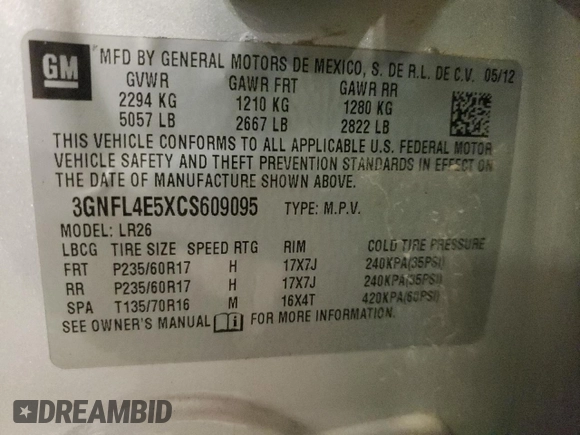 GM
MFD BY GENERAL MOTORS DE MEXICO, S. DE R.L. DE C.V. 05/12
GVWR GAWR FRT GAWR RR
2294 KG 1210 KG 1280 KG
5057 LB 2667 LB 2822 LB
THIS VEHICLE CONFORMS TO ALL APPLICABLE U.S. FEDERAL MOTOR
VEHICLE SAFETY AND THEFT PREVENTION STANDARDS IN EFFECT ON
THE DATE OF MANUFACTURE SHOWN ABOVE.
3GNFL4E5XCS609095 TYPE: M.P.V.
MODEL: LR26
LBCG TIRE SIZE SPEED RTG RIM COLD TIRE PRESSURE
FRT P235/60R17 H 17X7J 240KPA(35PSI)
RR P235/60R17 H 17X7J 240KPA(35PSI)
SPA T135/70R16 M 16X4T 420KPA(60PSI)
SEE OWNER'S MANUAL FOR MORE INFORMATION.
DREAMBID